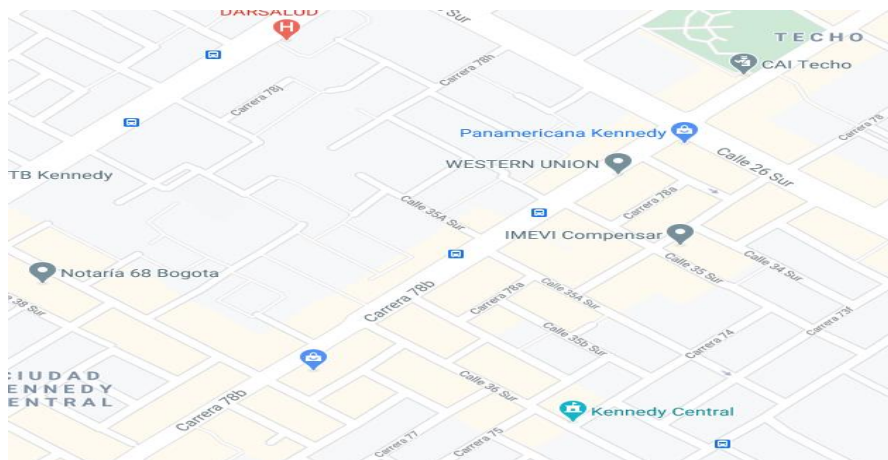 DARSALUD
Sur
TECHO
CAI Techo
Carrera 78h
Carrera 78j
Carrera 78
Panamericana Kennedy
Calle 26 Sur
WESTERN UNION
TB Kennedy
Carrera 78a
Calle 35A Sur
IMEVI Compensar
Calle 34 Sur
Calle 35 Sur
Notaría 68 Bogota
Carrera 78b
Carrera 78a
Calle 35A Sur
38 Sur
Carrera 73f
Calle 35b Sur
Carrera 74
CIUDAD
KENNEDY
ENTRAL
Calle 36 Sur
Carrera 78b
Kennedy Central
Carrera 77
Carrera 75